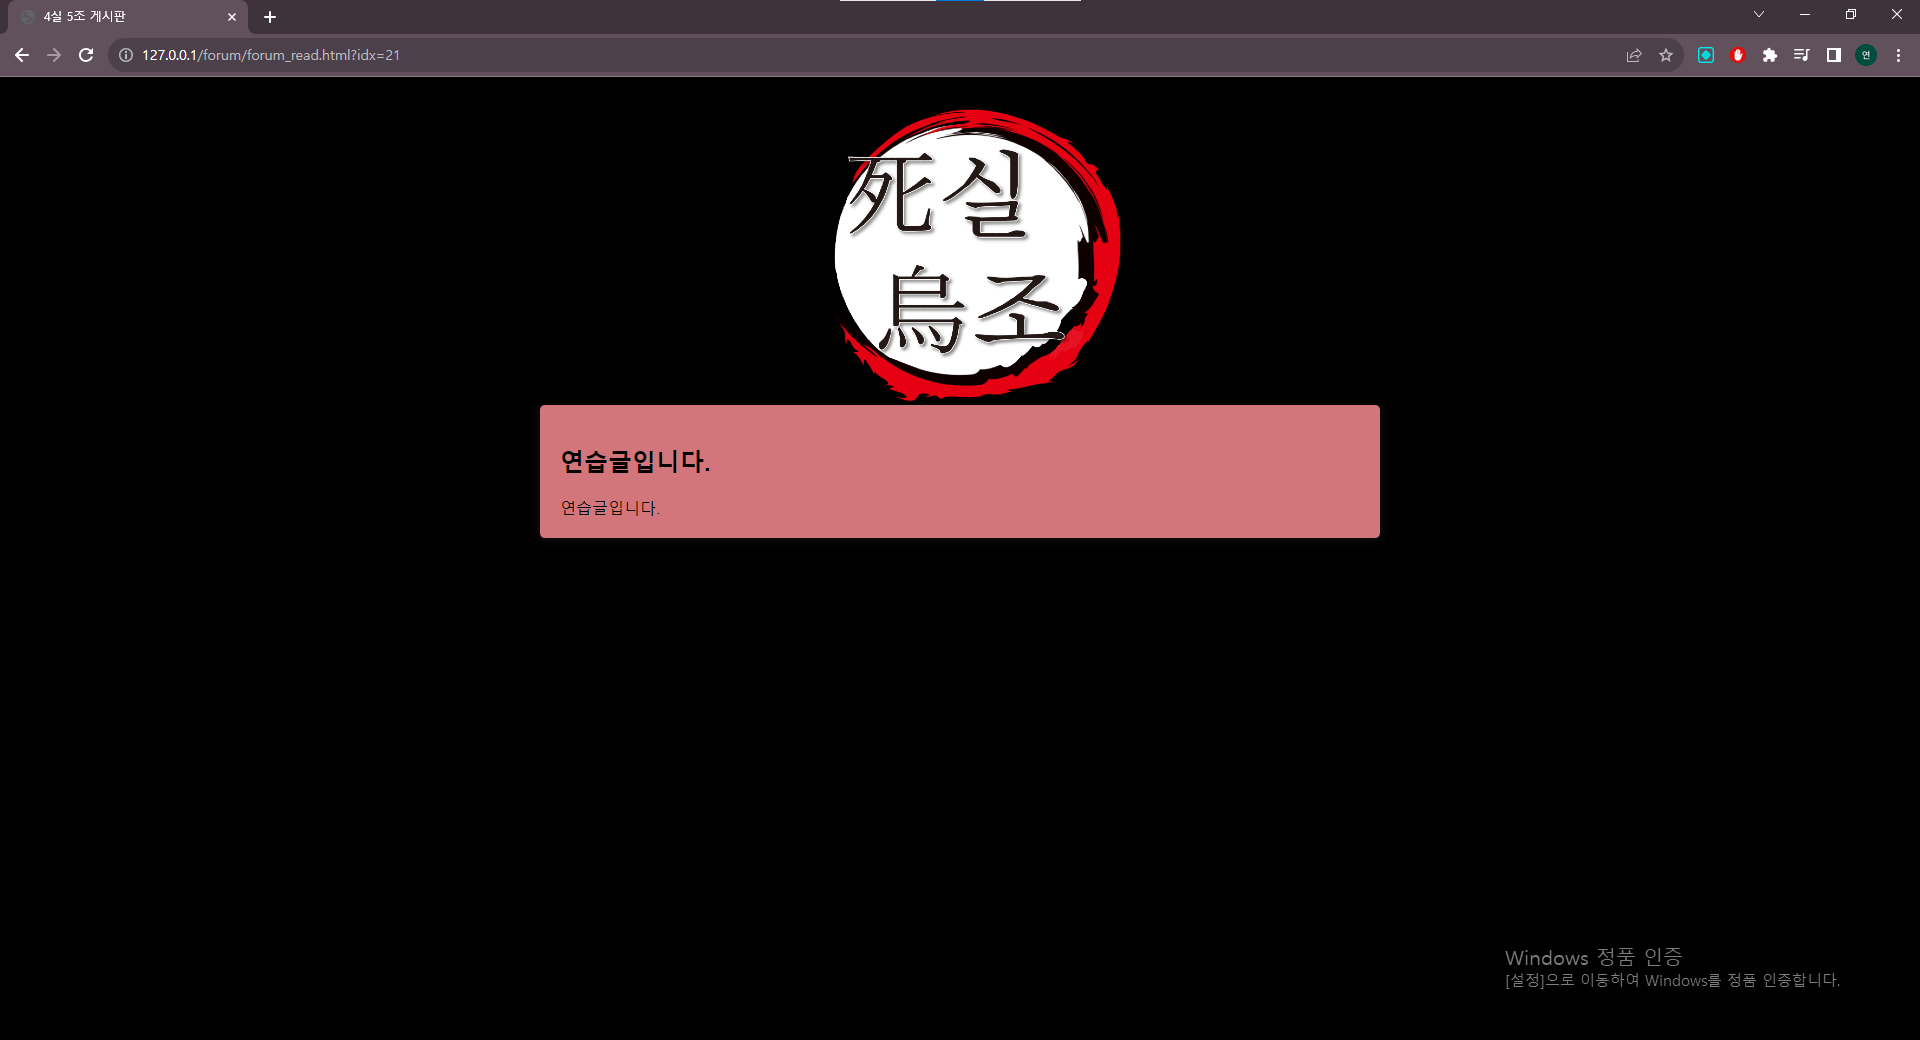 4실 5조 게시판
127.0.0.1/forum/forum_read.html?idx=21
연
死실
烏조
연습글입니다.
연습글입니다.
Windows 정품 인증
[설정]으로 이동하여 Windows를 정품 인증합니다.